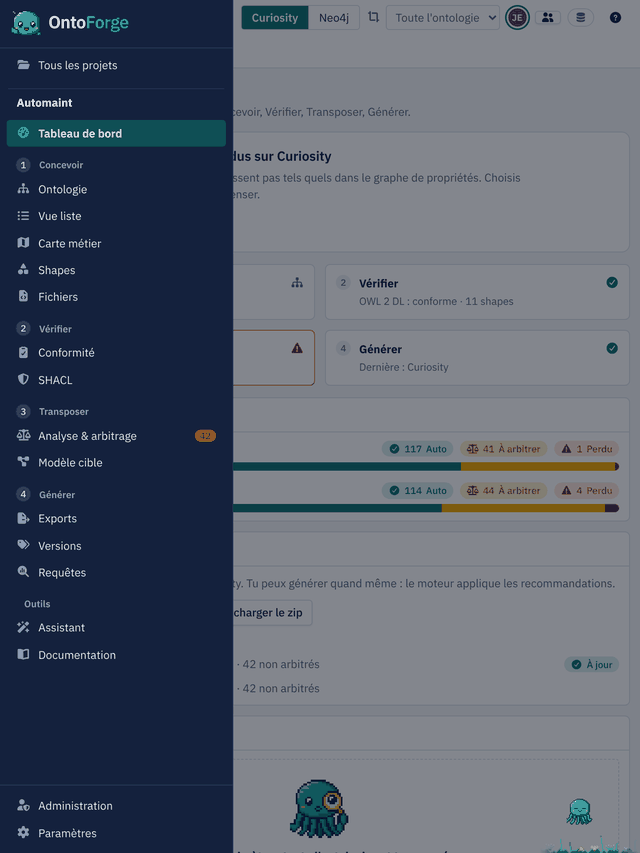 OntoForge
Curiosity
Neo4j
Toute l'ontologie
JE
Tous les projets
Automaint
Tableau de bord
1 Concevoir
Ontologie
Vue liste
Carte métier
Shapes
Fichiers
2 Vérifier
Conformité
SHACL
3 Transposer
Analyse & arbitrage 42
Modèle cible
4 Générer
Exports
Versions
Requêtes
Outils
Assistant
Documentation
Administration
Paramètres
cevoir, Vérifier, Transposer, Générer.
dus sur Curiosity
ssent pas tels quels dans le graphe de propriétés. Choisis
enser.
2 Vérifier
OWL 2 DL : conforme · 11 shapes
4 Générer
Dernière : Curiosity
117 Auto
41 À arbitrer
1 Perdu
114 Auto
44 À arbitrer
4 Perdu
ty. Tu peux générer quand même : le moteur applique les recommandations.
charger le zip
· 42 non arbitrés
À jour
· 42 non arbitrés